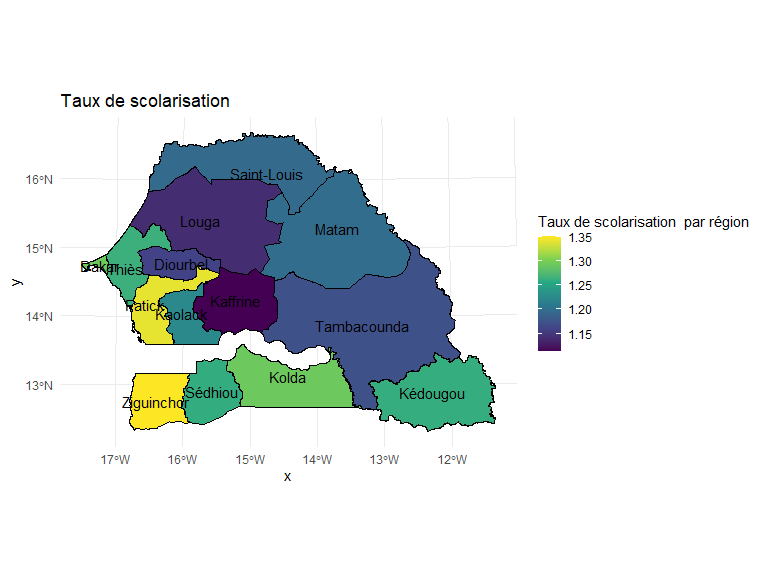 Taux de scolarisation
16°N
15°N
14°N
13°N
y
Saint-Louis
Louga
Matam
Dakar
Thiès
Diourbel
Fatick
Kaolack
Kaffrine
Tambacounda
Kolda
Sédhiou
Ziguinchor
Kédougou
17°W
16°W
15°W
14°W
13°W
12°W
x
Taux de scolarisation  par région
1.35
1.30
1.25
1.20
1.15